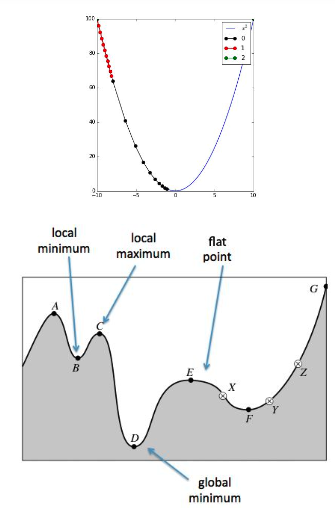 100
80
60
40
20
0
-10
-5
0
5
10
x²
0
1
2
local
minimum
local
maximum
flat
point
A
B
C
D
E
F
G
X
Y
Z
global
minimum